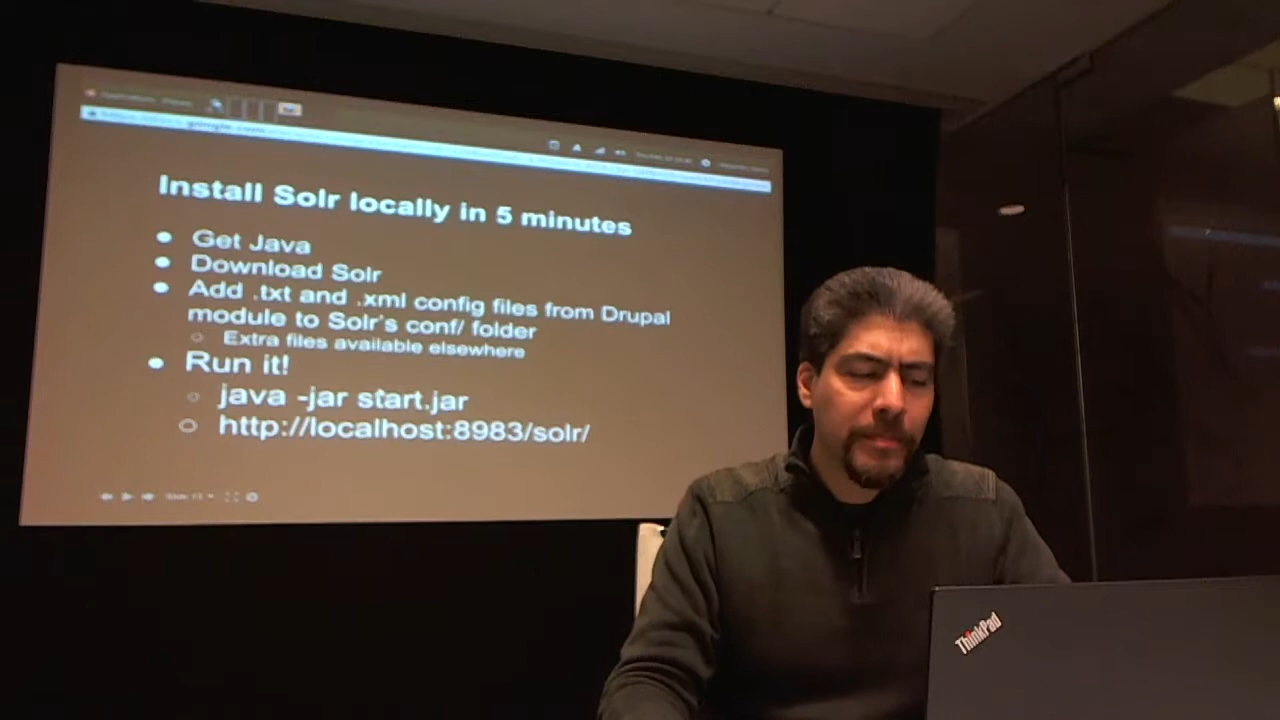 google.com
Install Solr locally in 5 minutes
Get Java
Download Solr
Add .txt and .xml config files from Drupal
module to Solr's conf/ folder
Extra files available elsewhere
Run it!
java -jar start.jar
http://localhost:8983/solr/
ThinkPad